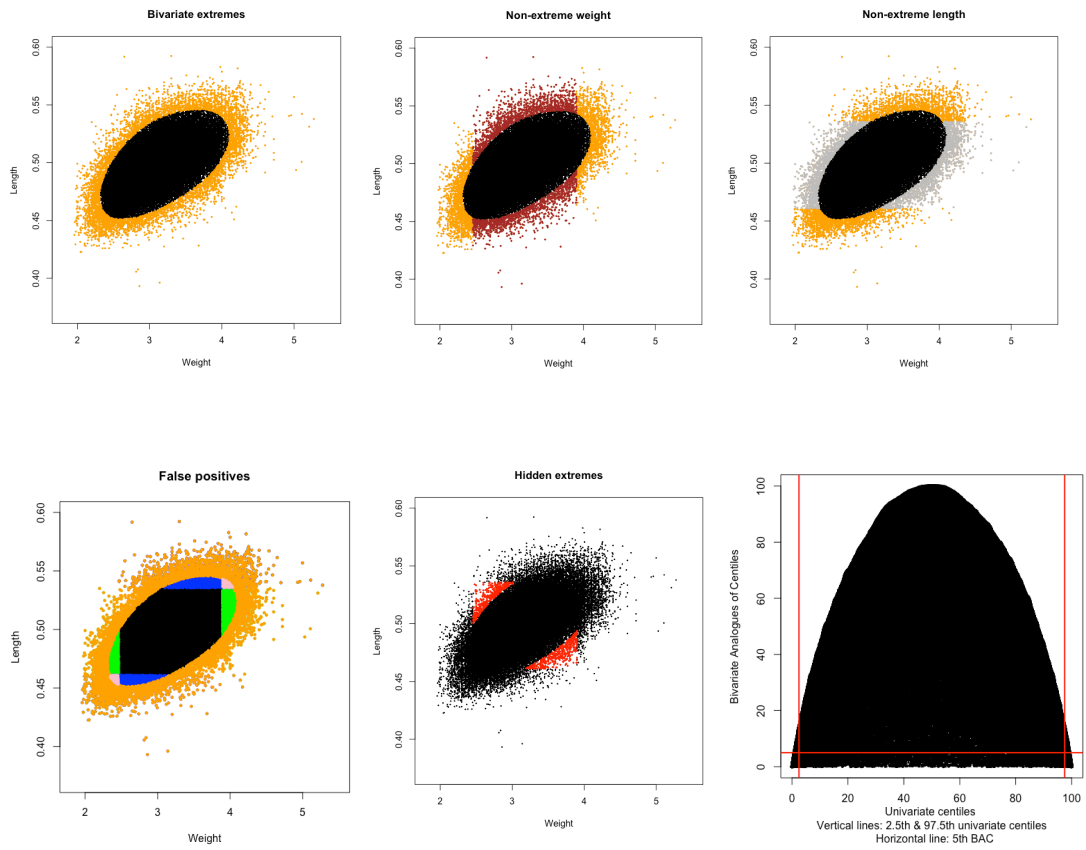 Bivariate extremes
0.60
0.55
0.50
0.45
0.40
Length
2 3 4 5
Weight
Non-extreme weight
0.60
0.55
0.50
0.45
0.40
Length
2 3 4 5
Weight
Non-extreme length
0.60
0.55
0.50
0.45
0.40
Length
2 3 4 5
Weight
False positives
0.60
0.55
0.50
0.45
0.40
Length
2 3 4 5
Weight
Hidden extremes
0.60
0.55
0.50
0.45
0.40
Length
2 3 4 5
Weight
100
80
60
40
20
0
Bivariate Analogues of Centiles
0 20 40 60 80 100
Univariate centiles
Vertical lines: 2.5th & 97.5th univariate centiles
Horizontal line: 5th BAC